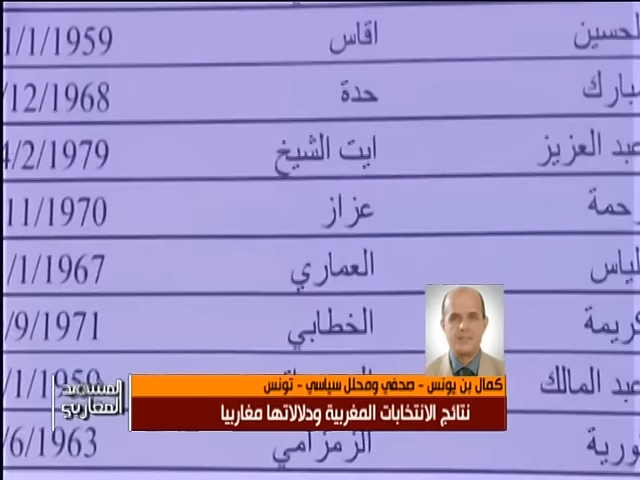 الحسين اقاس 1/1/1959
مبارك حدة /12/1968
عبد العزيز ايت الشيخ 4/2/1979
رحمة عزاز 11/1970
الياس العماري /1/1967
كريمة الخطابي /9/1971
عبد المالك /1/1959
نورية الزمزامي /6/1963
كمال بن يونس - صحفي ومحلل سياسي - تونس
نتائج الانتخابات المغربية ودلالاتها مغاربيا
المشهد
المغاربي